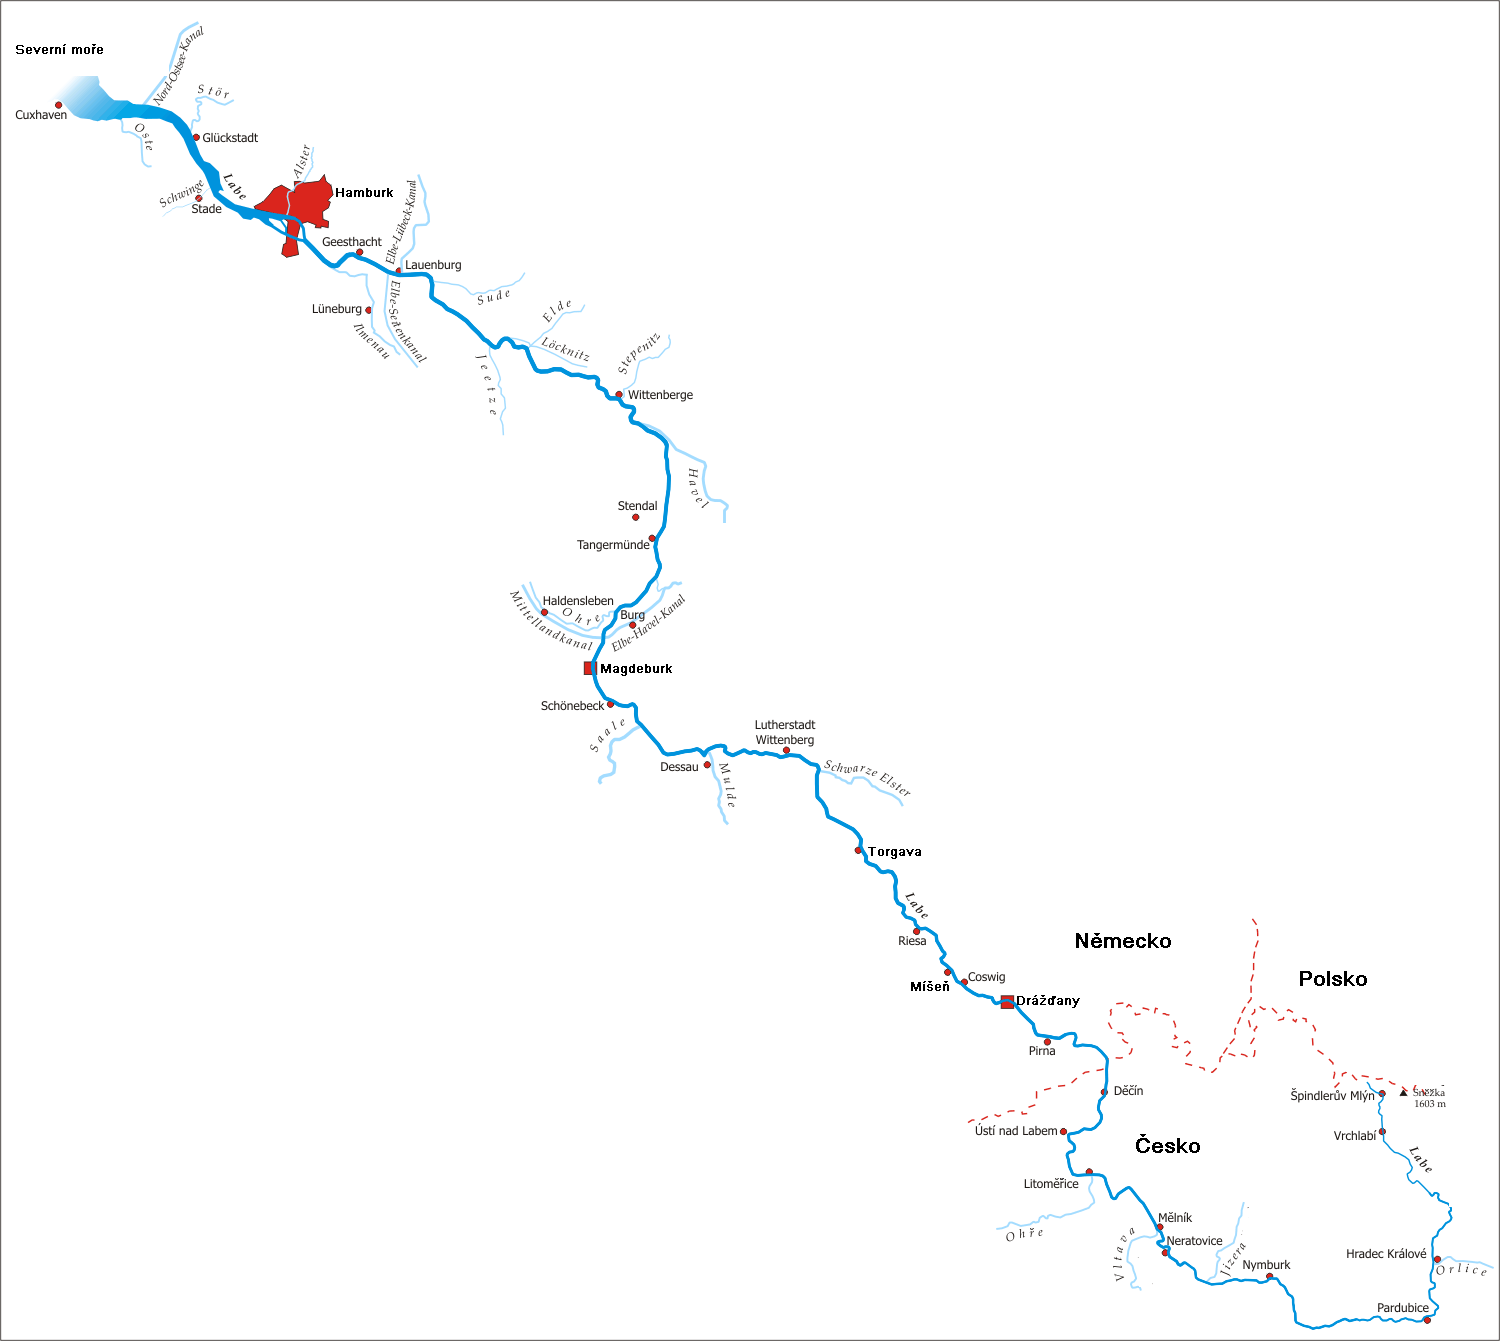 Severní moře
Cuxhaven
Nord-Ostsee-Kanal
Stör
Oste
Glückstadt
Schwinge
Stade
Labe
Alster
Hamburk
Geesthacht
Elbe-Lübeck-Kanal
Lauenburg
Lüneburg
Ilmenau
Elbe-Seitenkanal
Sude
Elde
Löcknitz
Jeetze
Stepenitz
Wittenberge
Havel
Stendal
Tangermünde
Haldensleben
Ohre
Mittellandkanal
Burg
Elbe-Havel-Kanal
Magdeburk
Schönebeck
Saale
Dessau
Mulde
Lutherstadt
Wittenberg
Schwarze Elster
Torgava
Labe
Riesa
Míšeň
Coswig
Drážďany
Pirna
Německo
Polsko
Děčín
Ústí nad Labem
Česko
Litoměřice
Ohře
Mělník
Neratovice
Vltava
Jizera
Nymburk
Špindlerův Mlýn
Sněžka
1603 m
Vrchlabí
Labe
Hradec Králové
Orlice
Pardubice